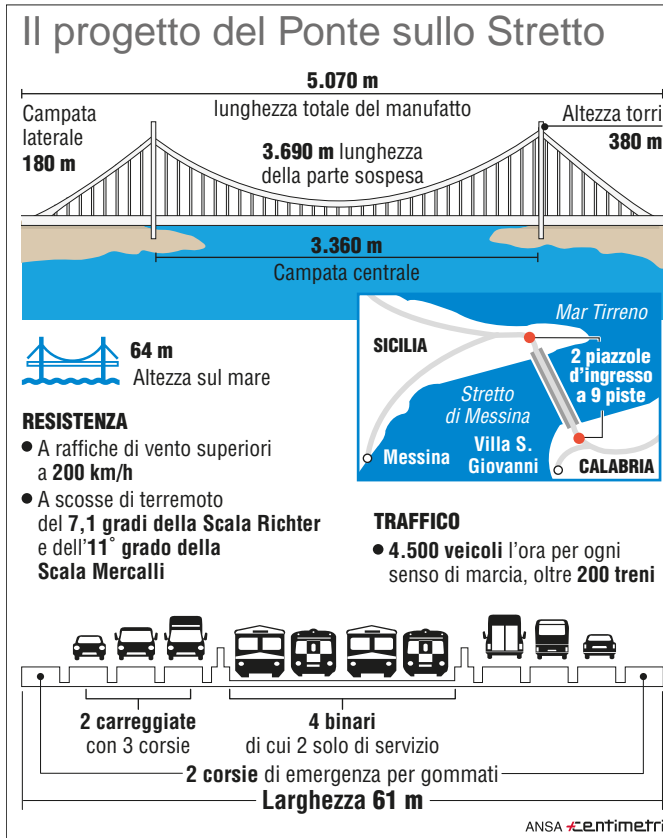 Il progetto del Ponte sullo Stretto
5.070 m
lunghezza totale del manufatto
Campata
laterale
180 m
Altezza torri
380 m
3.690 m lunghezza
della parte sospesa
3.360 m
Campata centrale
64 m
Altezza sul mare
Mar Tirreno
SICILIA
2 piazzole
d'ingresso
a 9 piste
Stretto
di Messina
Messina
Villa S.
Giovanni
CALABRIA
RESISTENZA
● A raffiche di vento superiori
a 200 km/h
● A scosse di terremoto
del 7,1 gradi della Scala Richter
e dell'11° grado della
Scala Mercalli
TRAFFICO
● 4.500 veicoli l'ora per ogni
senso di marcia, oltre 200 treni
2 carreggiate
con 3 corsie
4 binari
di cui 2 solo di servizio
2 corsie di emergenza per gommati
Larghezza 61 m
ANSA centimetri